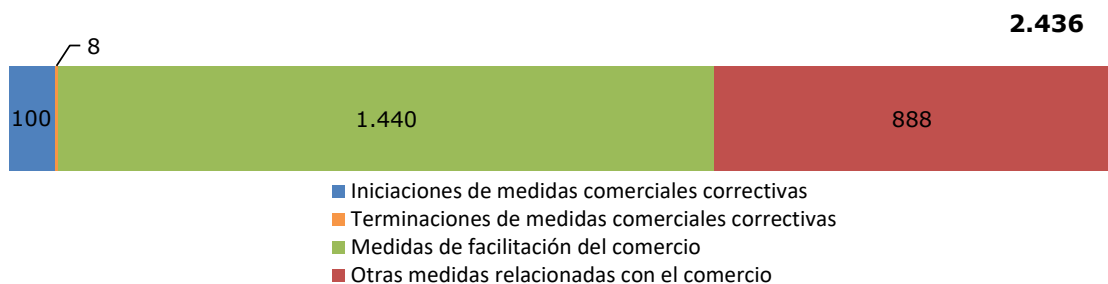 2.436
8
100
1.440
888
Iniciaciones de medidas comerciales correctivas
Terminaciones de medidas comerciales correctivas
Medidas de facilitación del comercio
Otras medidas relacionadas con el comercio